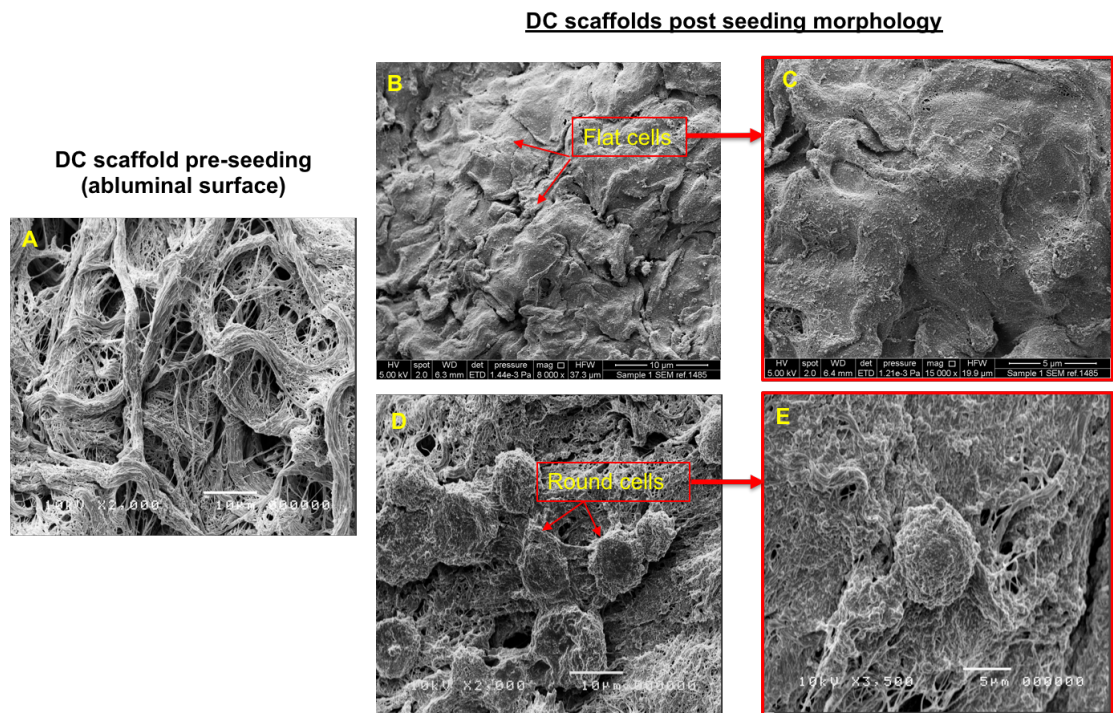 DC scaffolds post seeding morphology
DC scaffold pre-seeding
(abluminal surface)
A
10kV X2,000 10µm 000000
B
Flat cells
HV spot WD det pressure mag □ HFW 10 µm
5.00 kV 2.0 6.3 mm ETD 1.44e-3 Pa 8 000 x 37.3 µm Sample 1 SEM ref.1485
C
HV spot WD det pressure mag □ HFW 5 µm
5.00 kV 2.0 6.4 mm ETD 1.21e-3 Pa 15 000 x 19.9 µm Sample 1 SEM ref.1485
D
Round cells
10kV X2,000 10µm 000000
E
10kV X3,500 5µm 000000